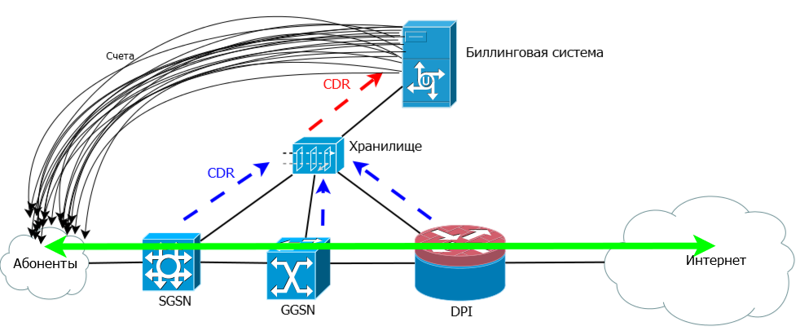 Счета
Биллинговая система
CDR
Хранилище
CDR
U
Абоненты
Интернет
SGSN
GGSN
DPI